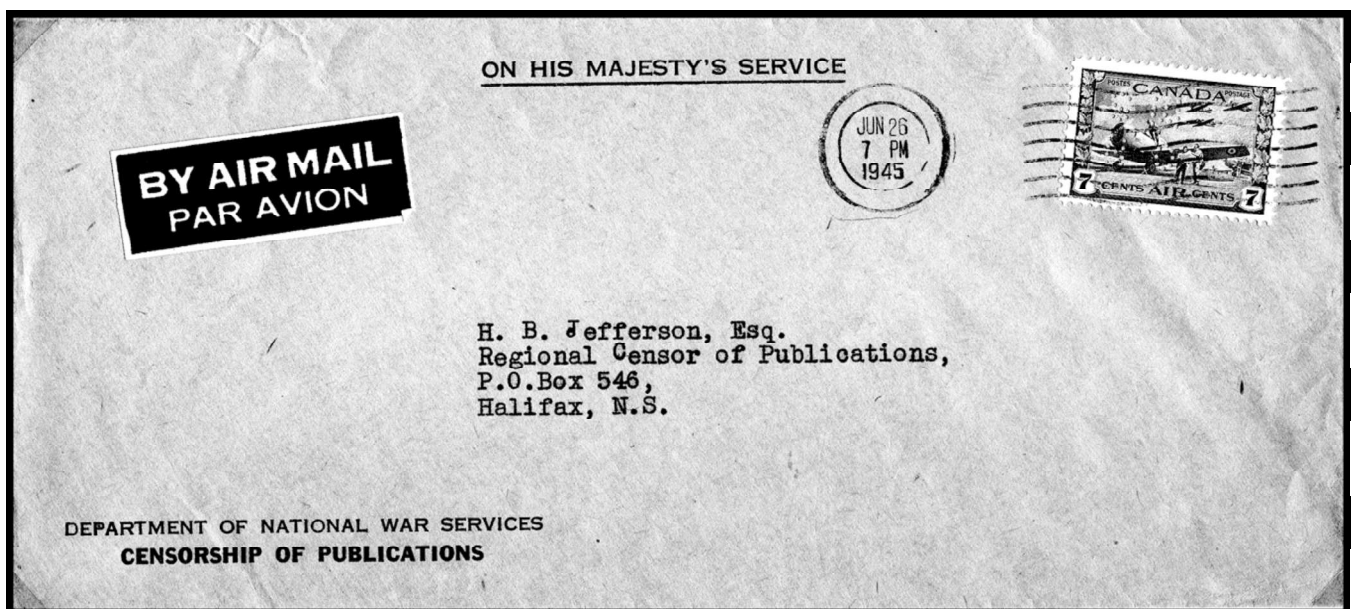 ON HIS MAJESTY'S SERVICE
BY AIR MAIL
PAR AVION
JUN 26
7 PM
1945
POSTES CANADA POSTAGE
7 CENTS AIR CENTS 7
H. B. Jefferson, Esq.
Regional Censor of Publications,
P.O.Box 546,
Halifax, N.S.
DEPARTMENT OF NATIONAL WAR SERVICES
CENSORSHIP OF PUBLICATIONS